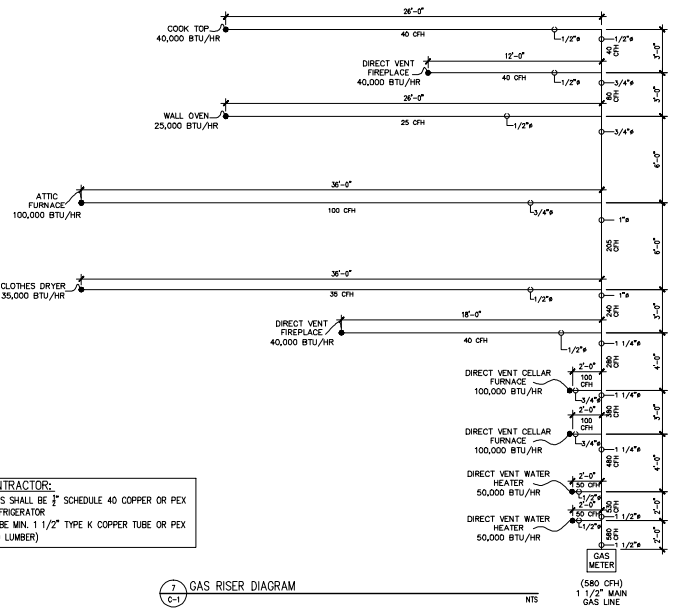 26'-0"
COOK TOP
40,000 BTU/HR
40 CFH
1/2"ø
1/2"ø
40 CFH
3'-0"
12'-0"
DIRECT VENT
FIREPLACE
40,000 BTU/HR
40 CFH
1/2"ø
3/4"ø
80 CFH
3'-0"
26'-0"
WALL OVEN
25,000 BTU/HR
25 CFH
1/2"ø
3/4"ø
6'-0"
36'-0"
ATTIC
FURNACE
100,000 BTU/HR
100 CFH
3/4"ø
1"ø
205 CFH
6'-0"
36'-0"
CLOTHES DRYER
35,000 BTU/HR
35 CFH
1/2"ø
1"ø
240 CFH
3'-0"
18'-0"
DIRECT VENT
FIREPLACE
40,000 BTU/HR
40 CFH
1/2"ø
1 1/4"ø
280 CFH
4'-0"
2'-0"
DIRECT VENT CELLAR
FURNACE
100,000 BTU/HR
100
CFH
3/4"ø
1 1/4"ø
380 CFH
3'-0"
2'-0"
DIRECT VENT CELLAR
FURNACE
100,000 BTU/HR
100
CFH
3/4"ø
1 1/4"ø
480 CFH
4'-0"
2'-0"
DIRECT VENT WATER
HEATER
50,000 BTU/HR
50 CFH
1/2"ø
1 1/2"ø
530 CFH
2'-0"
2'-0"
DIRECT VENT WATER
HEATER
50,000 BTU/HR
50 CFH
1/2"ø
1 1/2"ø
580 CFH
2'-0"
GAS
METER
(580 CFH)
1 1/2" MAIN
GAS LINE
NTRACTOR:
S SHALL BE ½" SCHEDULE 40 COPPER OR PEX
FRIGERATOR
BE MIN. 1 1/2" TYPE K COPPER TUBE OR PEX
LUMBER)
7
C-1
GAS RISER DIAGRAM
NTS